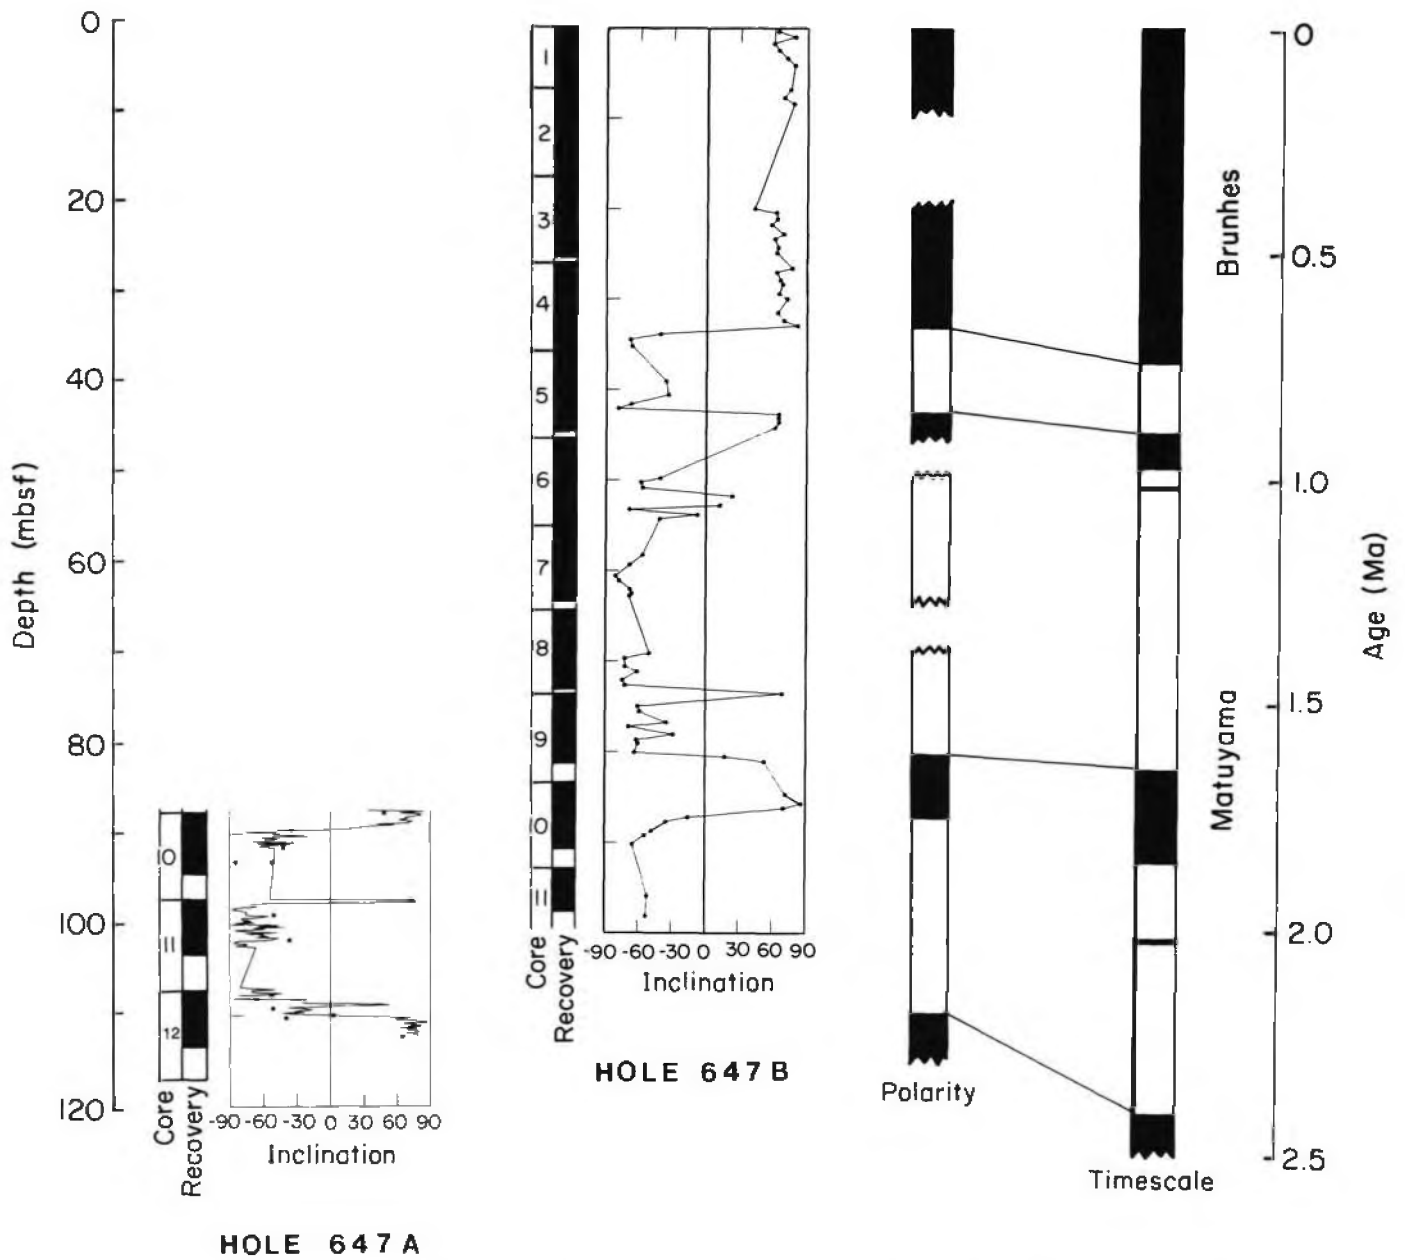 0
20
40
60
80
100
120
Depth (mbsf)
10
11
12
Core
Recovery
-90 -60 -30 0 30 60 90
Inclination
HOLE 647A
1
2
3
4
5
6
7
8
9
10
11
Core
Recovery
-90 -60 -30 0 30 60 90
Inclination
HOLE 647B
Polarity
Timescale
Brunhes
Matuyama
0
0.5
1.0
1.5
2.0
2.5
Age (Ma)